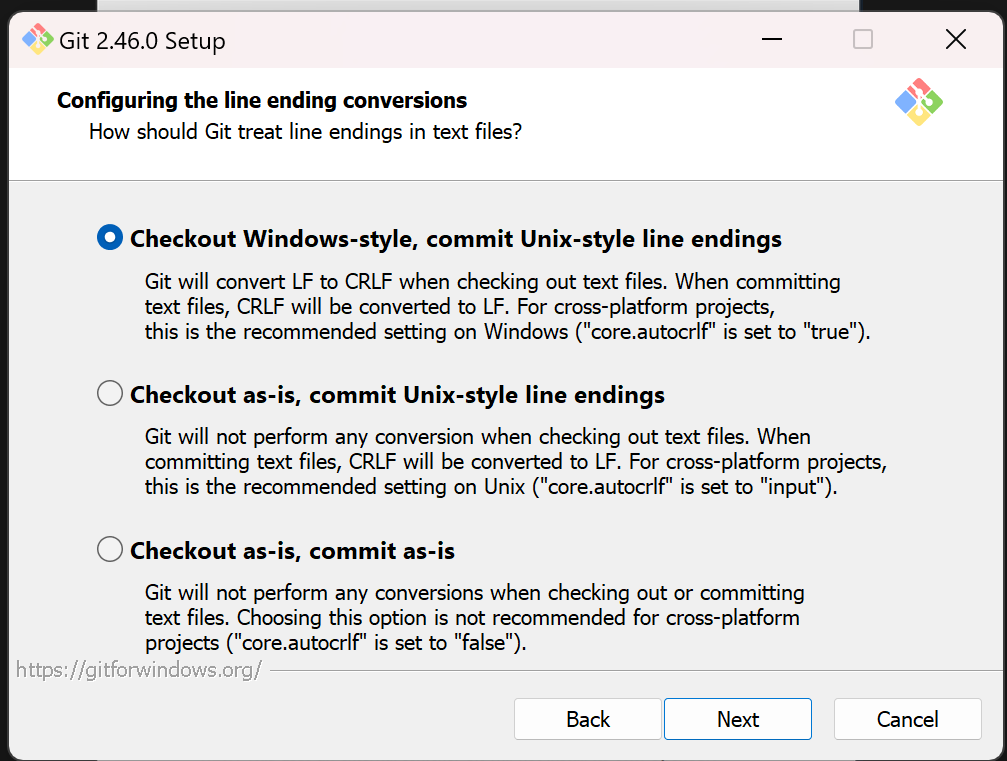 Git 2.46.0 Setup
Configuring the line ending conversions
How should Git treat line endings in text files?
Checkout Windows-style, commit Unix-style line endings
Git will convert LF to CRLF when checking out text files. When committing
text files, CRLF will be converted to LF. For cross-platform projects,
this is the recommended setting on Windows ("core.autocrlf" is set to "true").
Checkout as-is, commit Unix-style line endings
Git will not perform any conversion when checking out text files. When
committing text files, CRLF will be converted to LF. For cross-platform projects,
this is the recommended setting on Unix ("core.autocrlf" is set to "input").
Checkout as-is, commit as-is
Git will not perform any conversions when checking out or committing
text files. Choosing this option is not recommended for cross-platform
projects ("core.autocrlf" is set to "false").
https://gitforwindows.org/
Back Next Cancel